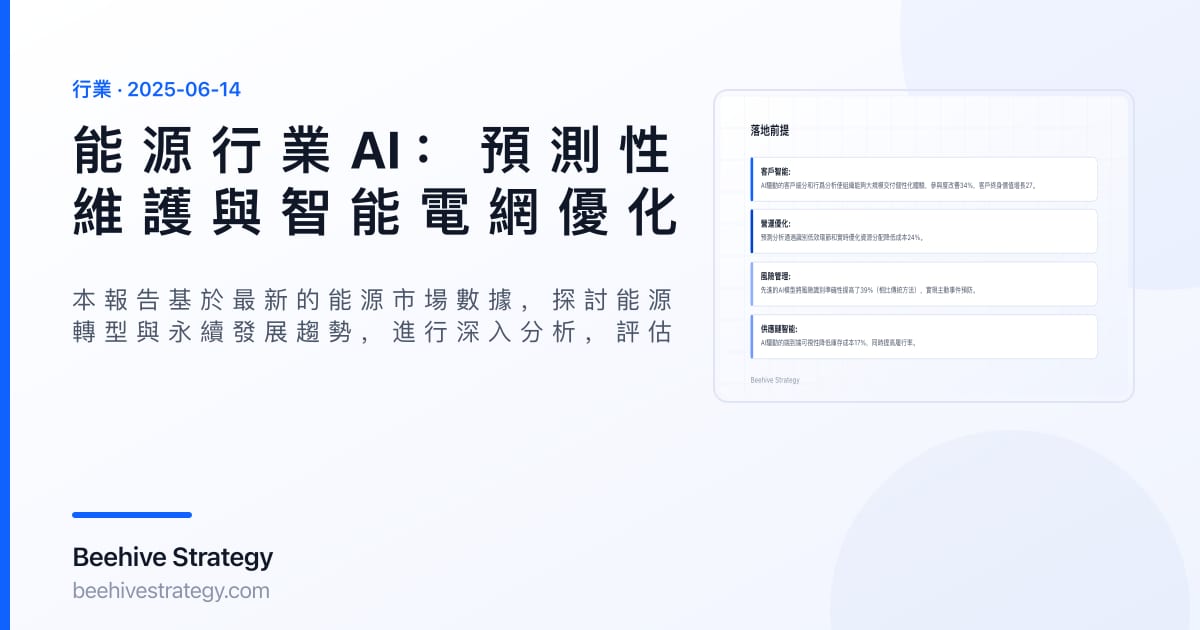 行業 · 2025-06-14
能源行業AI：預測性
維護與智能電網優化
本報告基於最新的能源市場數據，探討能源
轉型與永續發展趨勢，進行深入分析，評估
落地前提
客戶智能:
AI驅動的客戶細分和行爲分析使組織能夠大規模交付個性化體驗，參與度改善34%、客戶終身價值增長27。
營運優化:
預測分析通過識別低效環節和實時優化資源分配降低成本24%。
風險管理:
先進的AI模型將風險識別準確性提高了39%（相比傳統方法），實現主動事件預防。
供應鏈智能:
AI驅動的端到端可視性降低庫存成本17%，同時提高履行率。
Beehive Strategy
Beehive Strategy
beehivestrategy.com